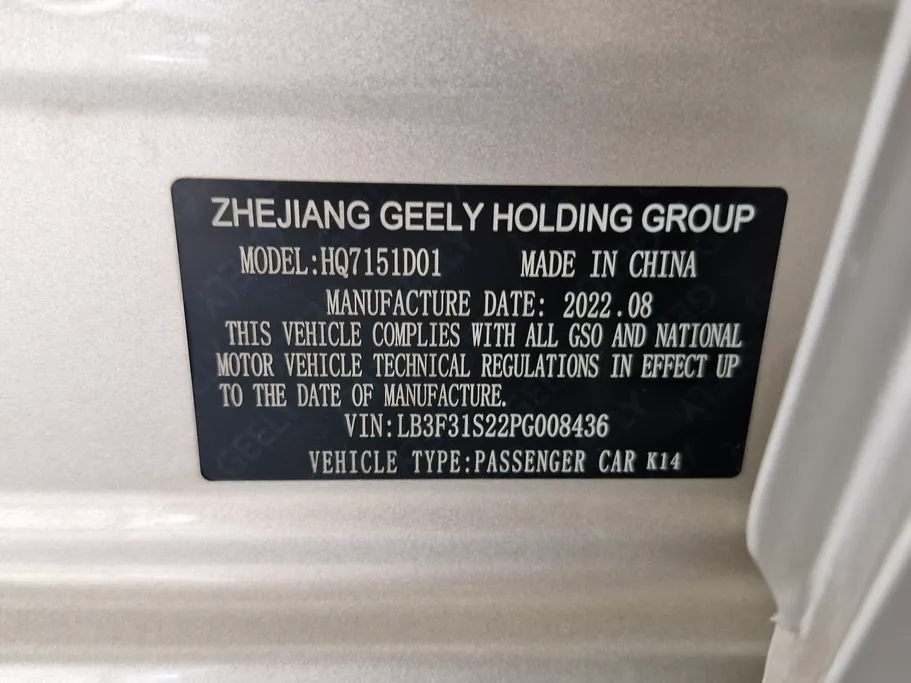 ZHEJIANG GEELY HOLDING GROUP
MODEL:HQ7151D01 MADE IN CHINA
MANUFACTURE DATE: 2022.08
THIS VEHICLE COMPLIES WITH ALL GSO AND NATIONAL
MOTOR VEHICLE TECHNICAL REGULATIONS IN EFFECT UP
TO THE DATE OF MANUFACTURE.
VIN:LB3F31S22PG008436
VEHICLE TYPE:PASSENGER CAR K14